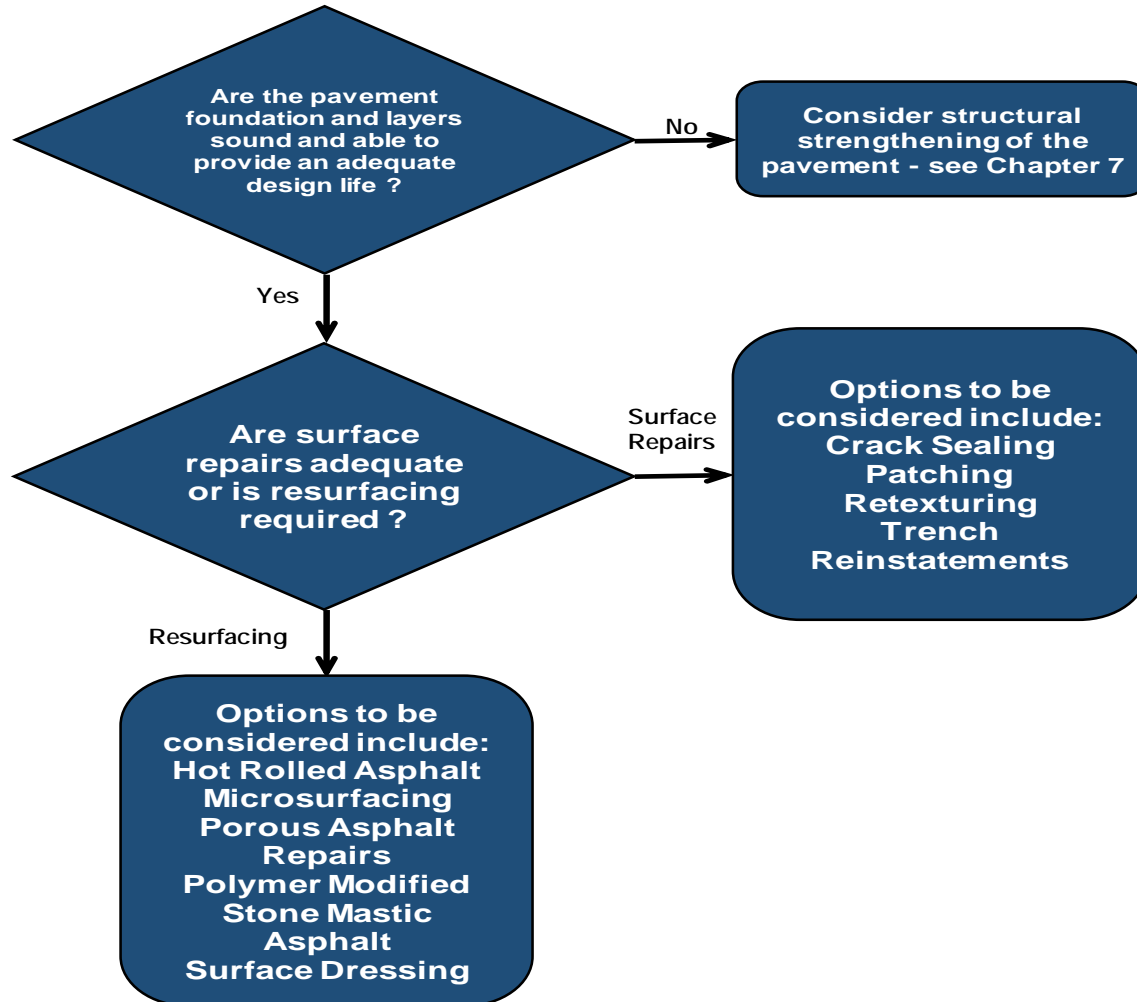 Are the pavement
foundation and layers
sound and able to
provide an adequate
design life ?
No
Consider structural
strengthening of the
pavement - see Chapter 7
Yes
Are surface
repairs adequate
or is resurfacing
required ?
Surface
Repairs
Options to be
considered include:
Crack Sealing
Patching
Retexturing
Trench
Reinstatements
Resurfacing
Options to be
considered include:
Hot Rolled Asphalt
Microsurfacing
Porous Asphalt
Repairs
Polymer Modified
Stone Mastic
Asphalt
Surface Dressing